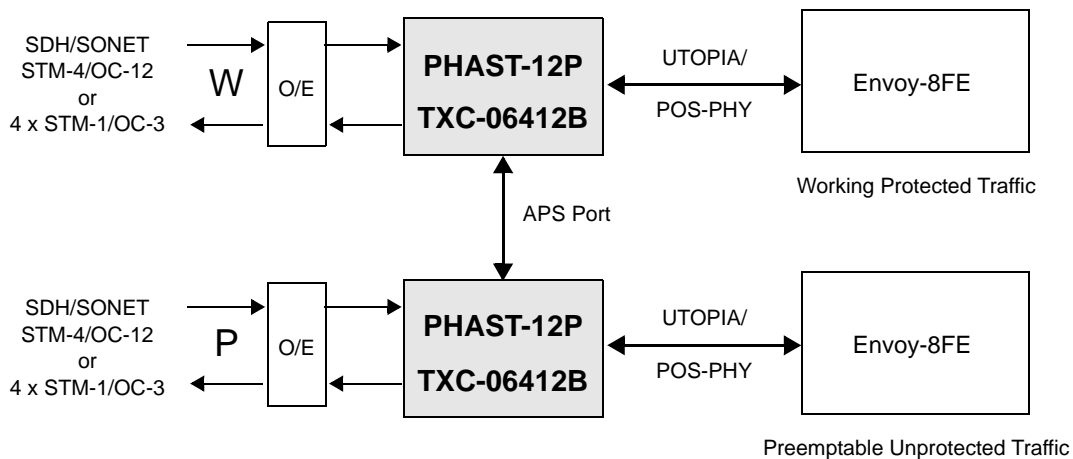 SDH/SONET
STM-4/OC-12
or
4 x STM-1/OC-3
W
O/E
PHAST-12P
TXC-06412B
UTOPIA/
POS-PHY
Envoy-8FE
Working Protected Traffic
APS Port
SDH/SONET
STM-4/OC-12
or
4 x STM-1/OC-3
P
O/E
PHAST-12P
TXC-06412B
UTOPIA/
POS-PHY
Envoy-8FE
Preemptable Unprotected Traffic